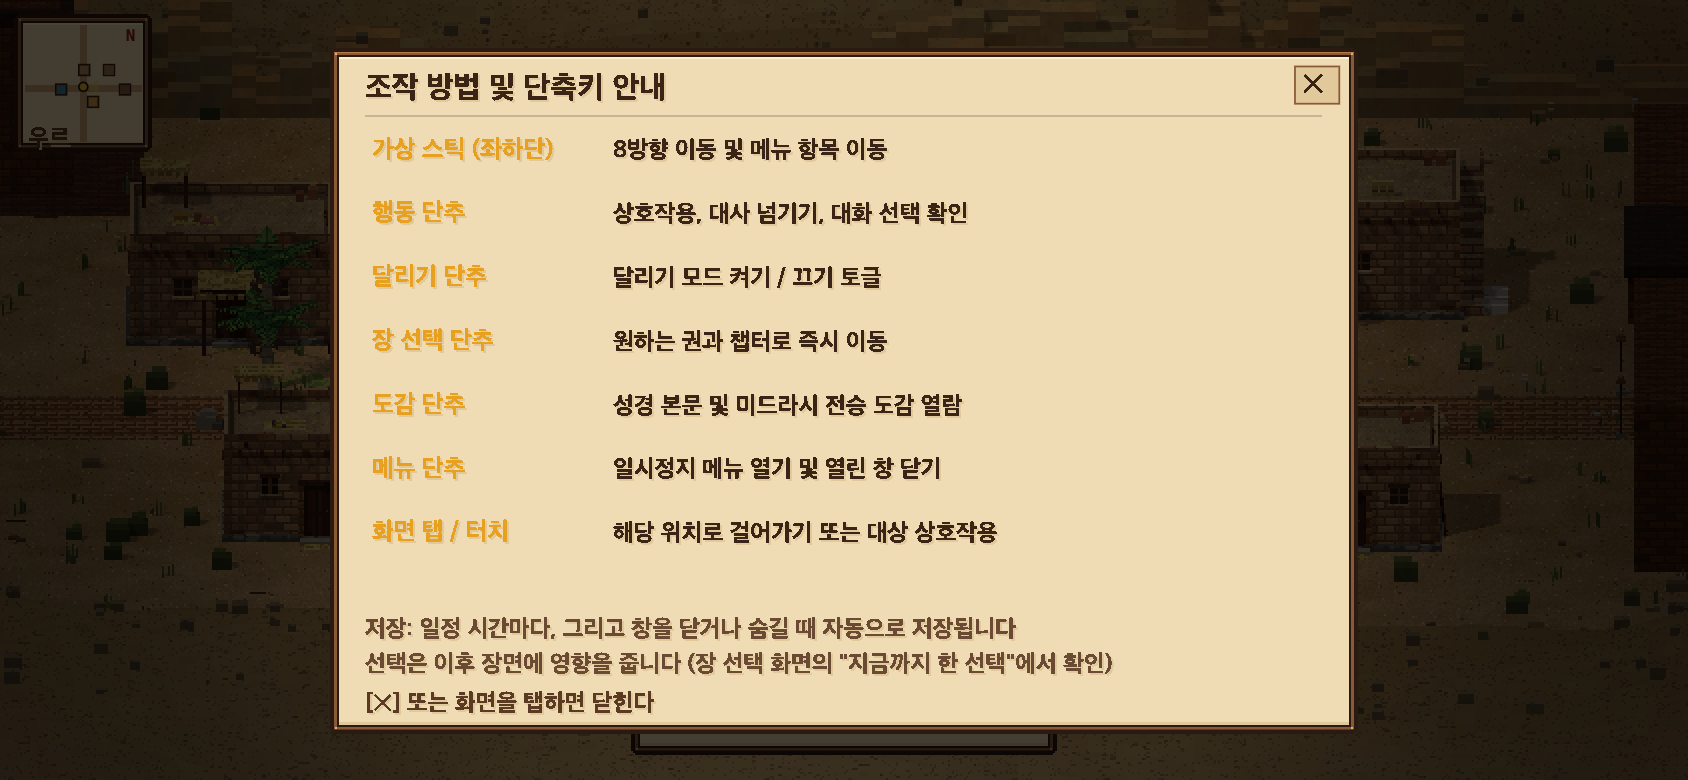 N
우르
조작 방법 및 단축키 안내
가상 스틱 (좌하단) 8방향 이동 및 메뉴 항목 이동
행동 단추 상호작용, 대사 넘기기, 대화 선택 확인
달리기 단추 달리기 모드 켜기 / 끄기 토글
장 선택 단추 원하는 권과 챕터로 즉시 이동
도감 단추 성경 본문 및 미드라시 전승 도감 열람
메뉴 단추 일시정지 메뉴 열기 및 열린 창 닫기
화면 탭 / 터치 해당 위치로 걸어가기 또는 대상 상호작용
저장: 일정 시간마다, 그리고 창을 닫거나 숨길 때 자동으로 저장됩니다
선택은 이후 장면에 영향을 줍니다 (장 선택 화면의 "지금까지 한 선택"에서 확인)
[×] 또는 화면을 탭하면 닫힌다